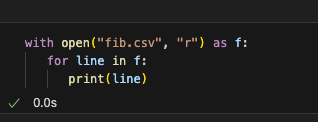 with open("fib.csv", "r") as f:
    for line in f:
        print(line)
✓ 0.0s